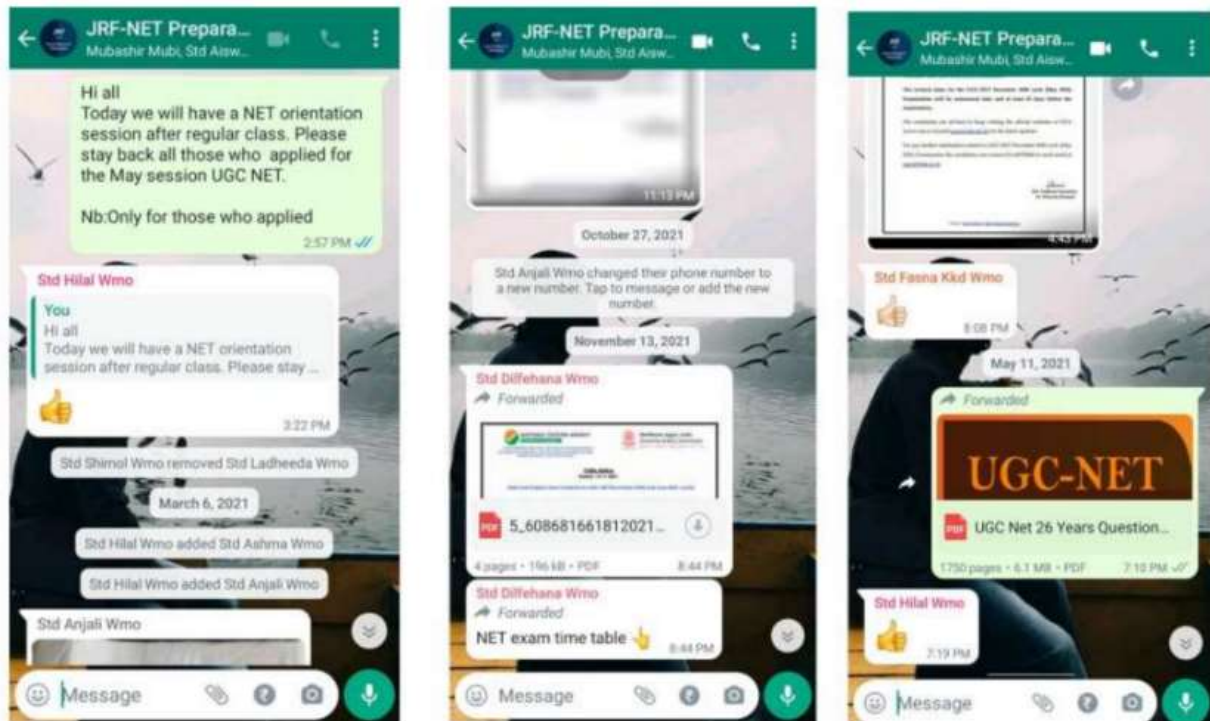 JRF-NET Prepara...
Mubashir Mubi, Std Aisw...
Hi all
Today we will have a NET orientation
session after regular class. Please
stay back all those who applied for
the May session UGC NET.
Nb:Only for those who applied
2:57 PM
Std Hilal Wmo
You
Hi all
Today we will have a NET orientation
session after regular class. Please stay ...
3:22 PM
Std Shimol Wmo removed Std Ladheeda Wmo
March 6, 2021
Std Hilal Wmo added Std Ashma Wmo
Std Hilal Wmo added Std Anjali Wmo
Std Anjali Wmo
Message
JRF-NET Prepara...
Mubashir Mubi, Std Aisw...
11:13 PM
October 27, 2021
Std Anjali Wmo changed their phone number to
a new number. Tap to message or add the new
number.
November 13, 2021
Std Dilfehana Wmo
Forwarded
PDF
5_608681661812021...
4 pages • 196 kB • PDF
8:44 PM
Std Dilfehana Wmo
Forwarded
NET exam time table
8:44 PM
Message
JRF-NET Prepara...
Mubashir Mubi, Std Aisw...
4:43 PM
Std Fasna Kkd Wmo
8:08 PM
May 11, 2021
Forwarded
UGC-NET
PDF
UGC Net 26 Years Question...
1750 pages • 6.1 MB • PDF
7:10 PM
Std Hilal Wmo
7:19 PM
Message